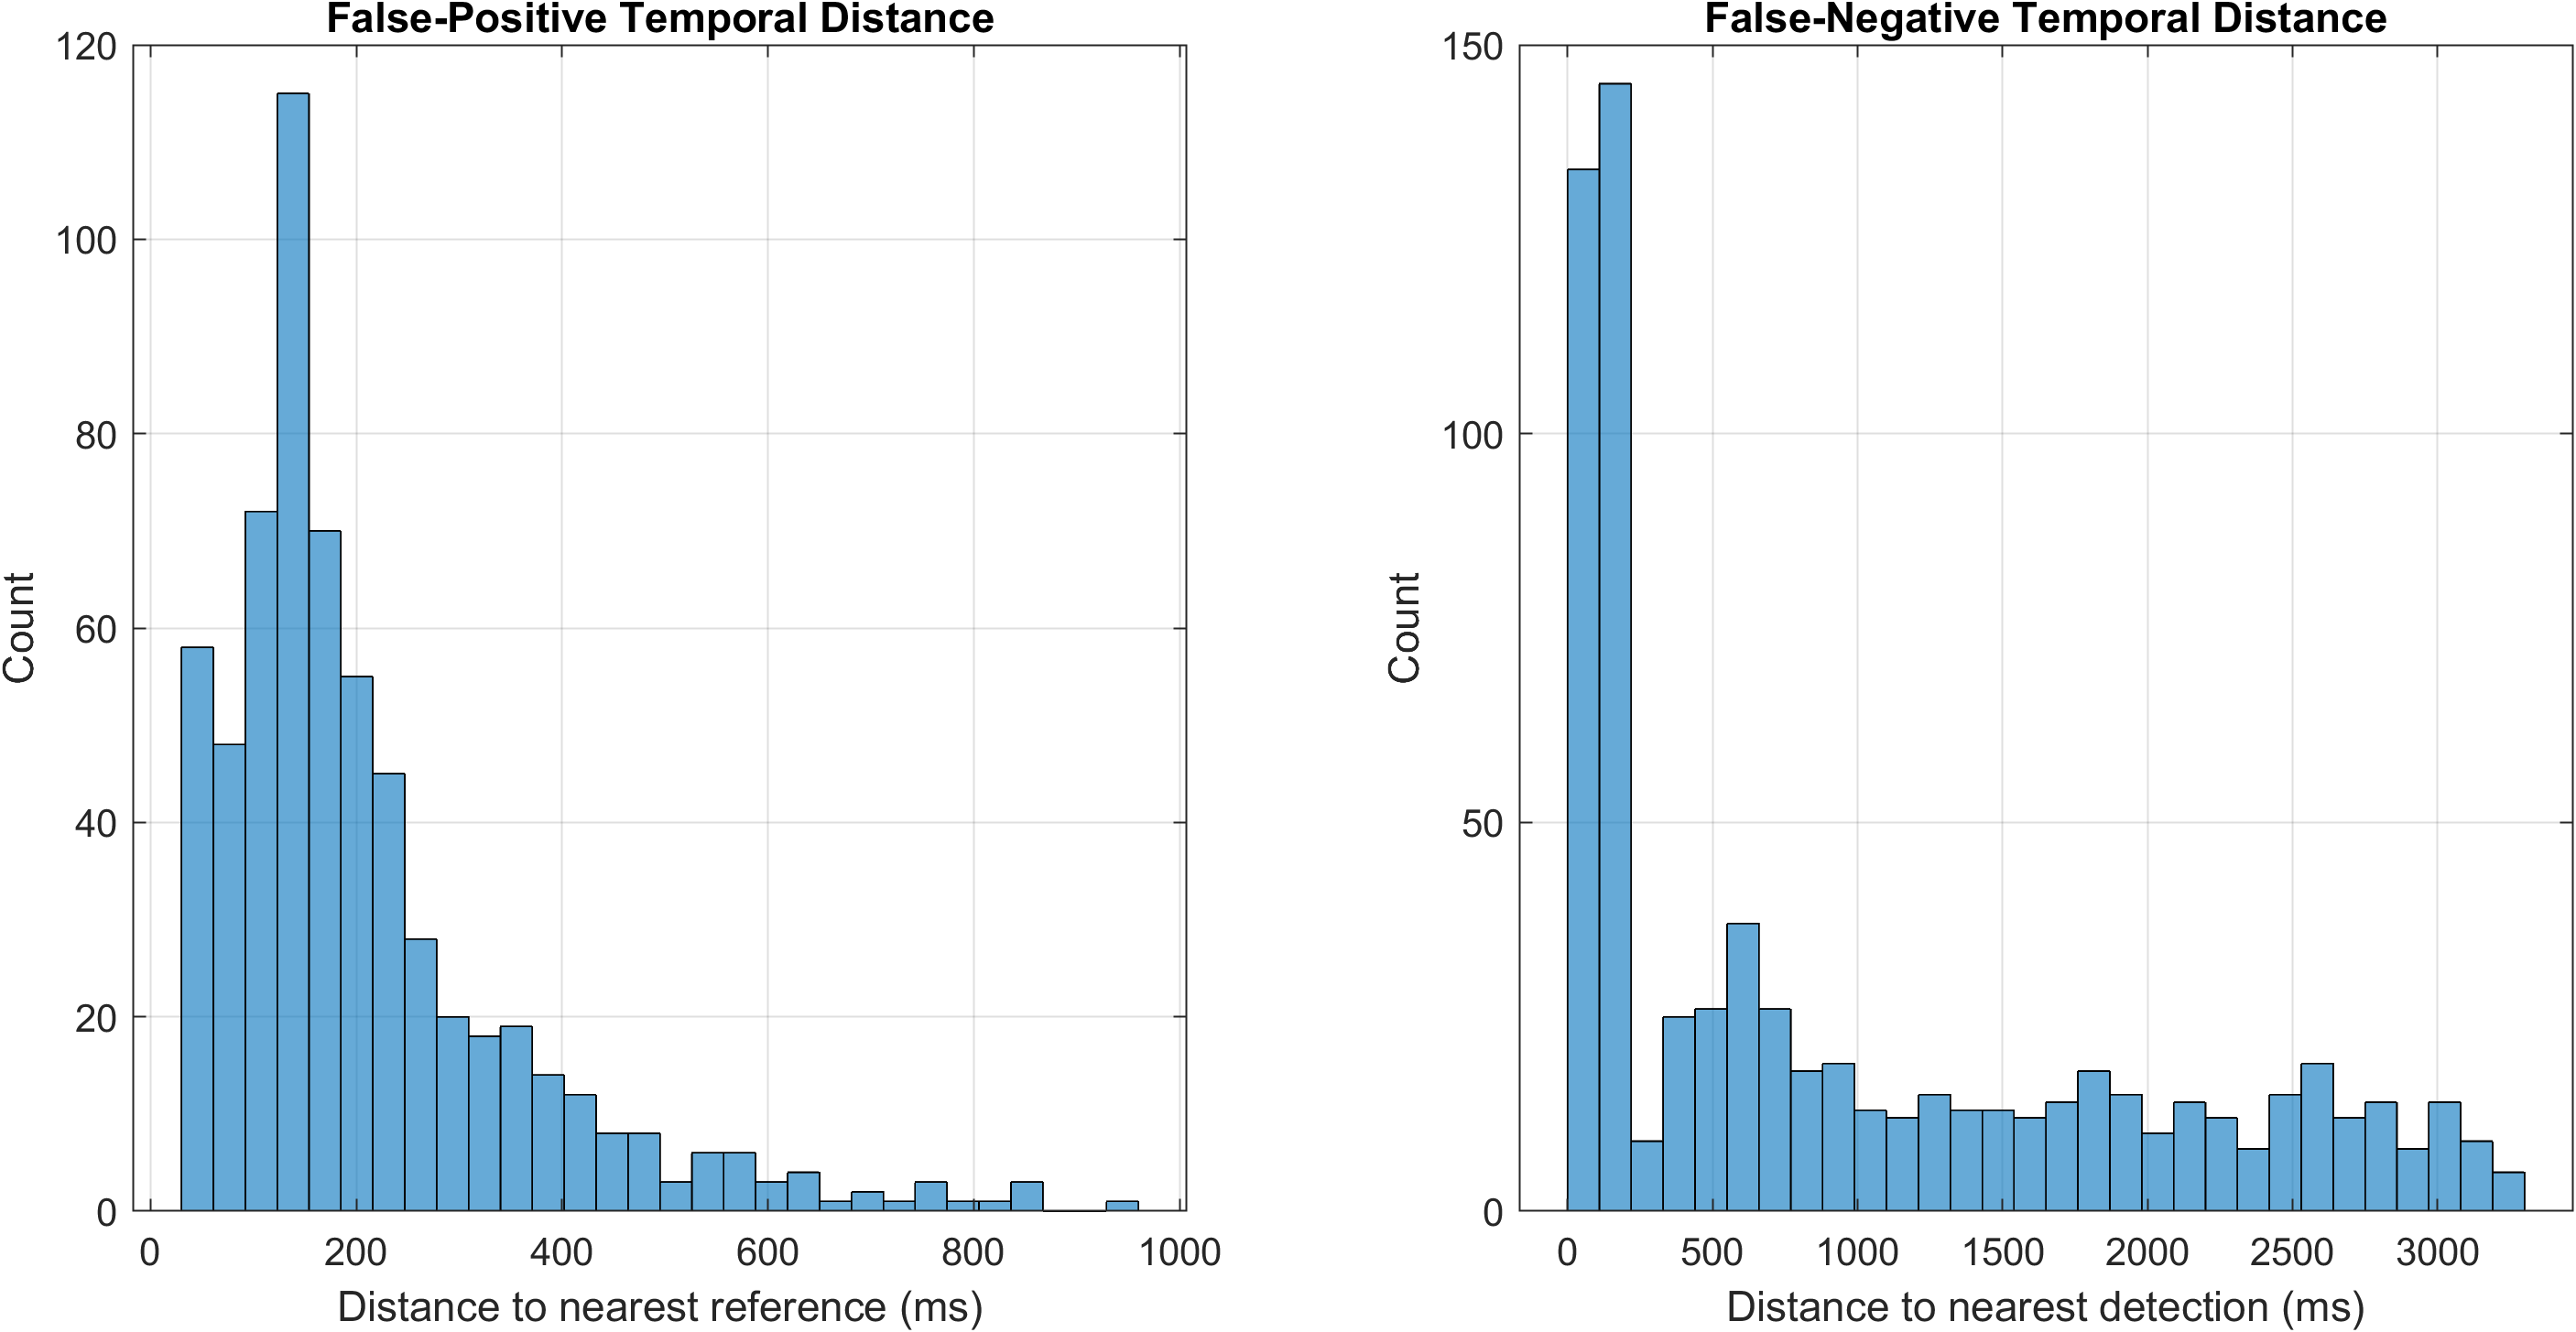 False-Positive Temporal Distance
120
100
80
60
40
20
0
Count
0 200 400 600 800 1000
Distance to nearest reference (ms)
False-Negative Temporal Distance
150
100
50
0
Count
0 500 1000 1500 2000 2500 3000
Distance to nearest detection (ms)